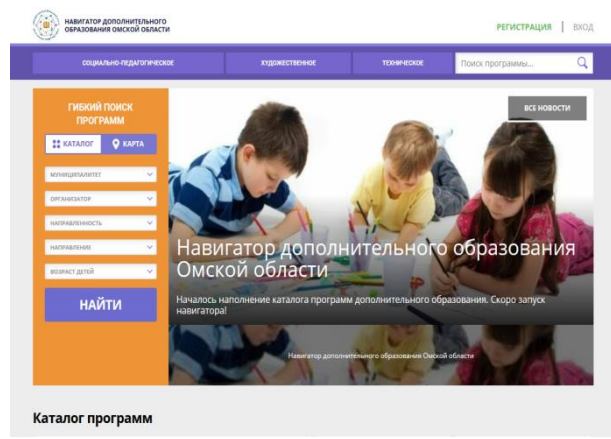 НАВИГАТОР ДОПОЛНИТЕЛЬНОГО
ОБРАЗОВАНИЯ ОМСКОЙ ОБЛАСТИ
РЕГИСТРАЦИЯ | ВХОД
СОЦИАЛЬНО-ПЕДАГОГИЧЕСКОЕ
ХУДОЖЕСТВЕННОЕ
ТЕХНИЧЕСКОЕ
Поиск программы...
ГИБКИЙ ПОИСК
ПРОГРАММ
КАТАЛОГ
КАРТА
МУНИЦИПАЛИТЕТ
ОРГАНИЗАТОР
НАПРАВЛЕННОСТЬ
НАПРАВЛЕНИЕ
ВОЗРАСТ ДЕТЕЙ
НАЙТИ
ВСЕ НОВОСТИ
Навигатор дополнительного образования
Омской области
Началось наполнение каталога программ дополнительного образования. Скоро запуск
навигатора!
Навигатор дополнительного образования Омской области
Каталог программ